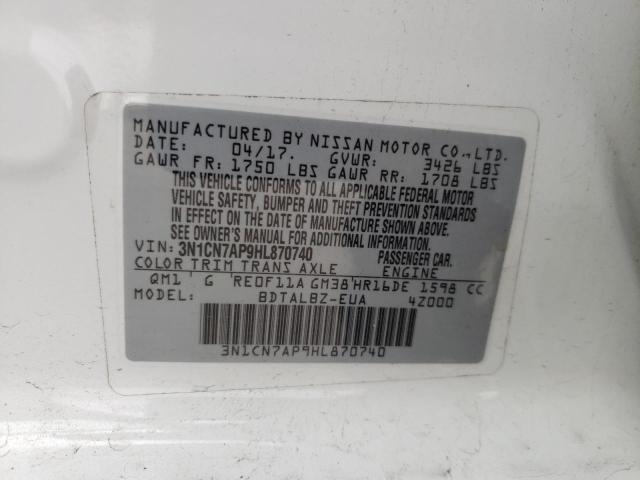 MANUFACTURED BY NISSAN MOTOR CO.,LTD.
DATE: 04/17. GVWR: 3426 LBS
GAWR FR: 1750 LBS GAWR RR: 1708 LBS
THIS VEHICLE CONFORMS TO ALL APPLICABLE FEDERAL MOTOR
VEHICLE SAFETY, BUMPER AND THEFT PREVENTION STANDARDS
IN EFFECT ON THE DATE OF MANUFACTURE SHOWN ABOVE.
SEE OWNER'S MANUAL FOR ADDITIONAL INFORMATION.
VIN: 3N1CN7AP9HL870740 PASSENGER CAR.
COLOR TRIM TRANS AXLE ENGINE
QM1 G RE0F11A GM38 HR16DE 1598 CC
MODEL: BDTALBZ-EUA 4Z000
3N1CN7AP9HL870740